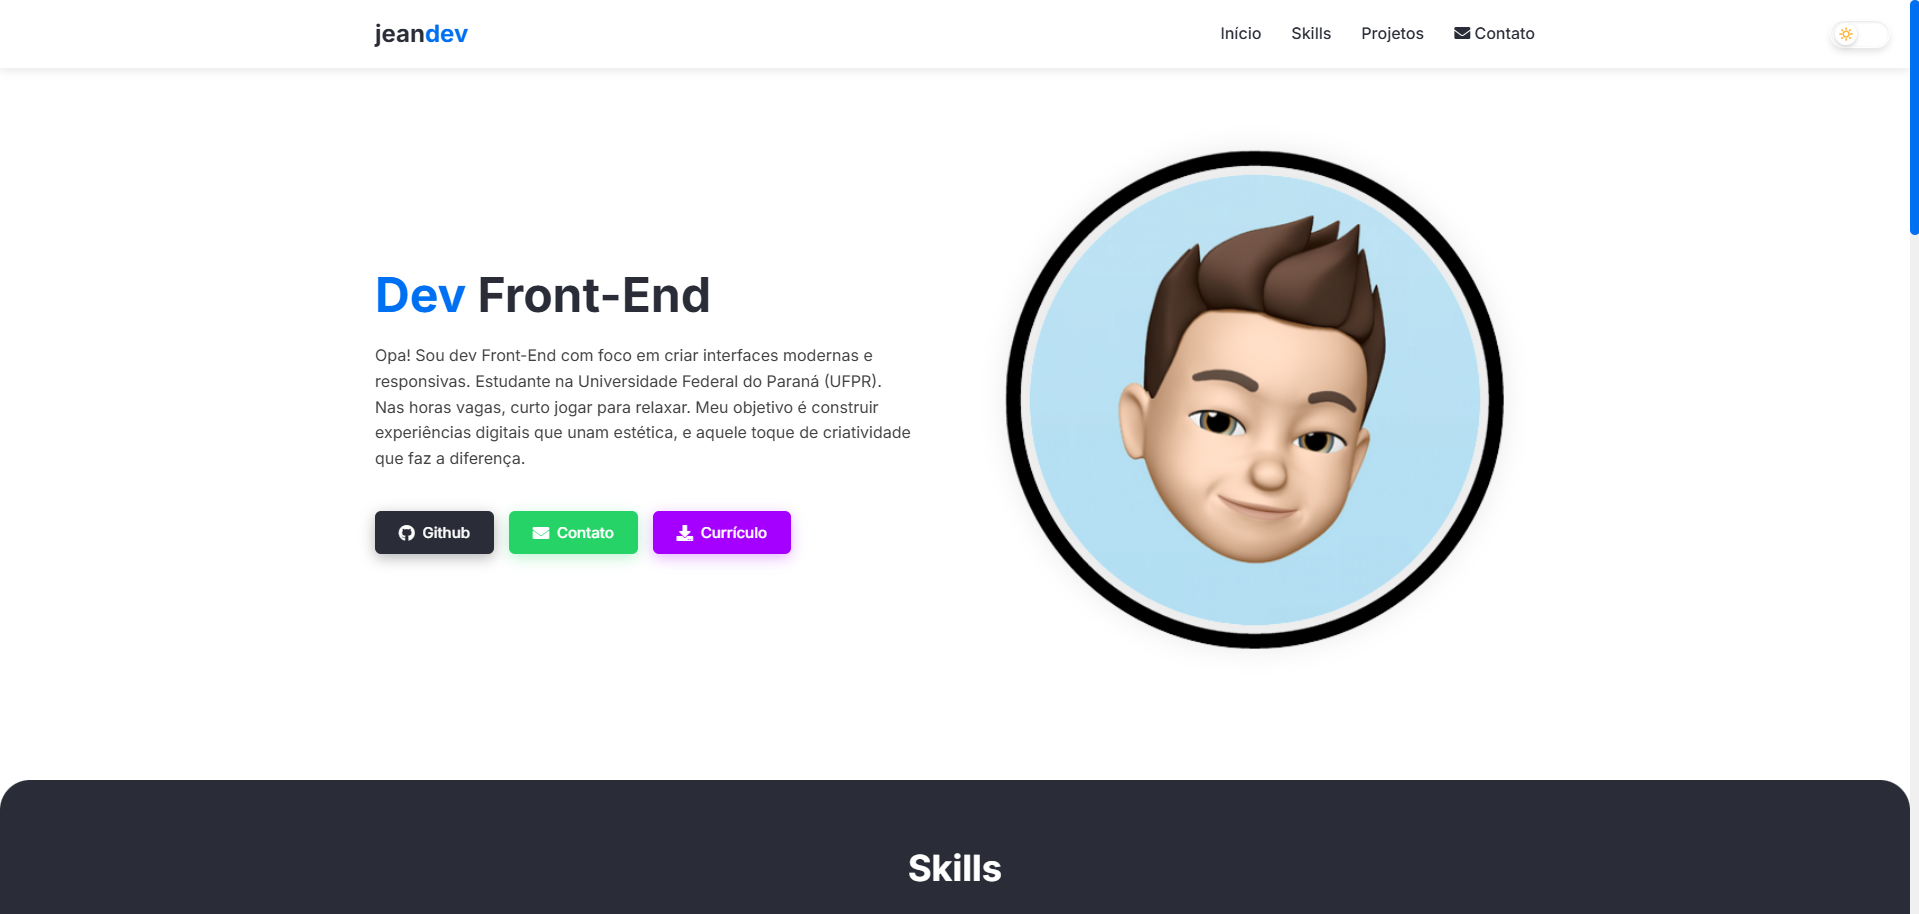 jeandev
Início
Skills
Projetos
Contato
Dev Front-End
Opa! Sou dev Front-End com foco em criar interfaces modernas e
responsivas. Estudante na Universidade Federal do Paraná (UFPR).
Nas horas vagas, curto jogar para relaxar. Meu objetivo é construir
experiências digitais que unam estética, e aquele toque de criatividade
que faz a diferença.
Github
Contato
Currículo
Skills